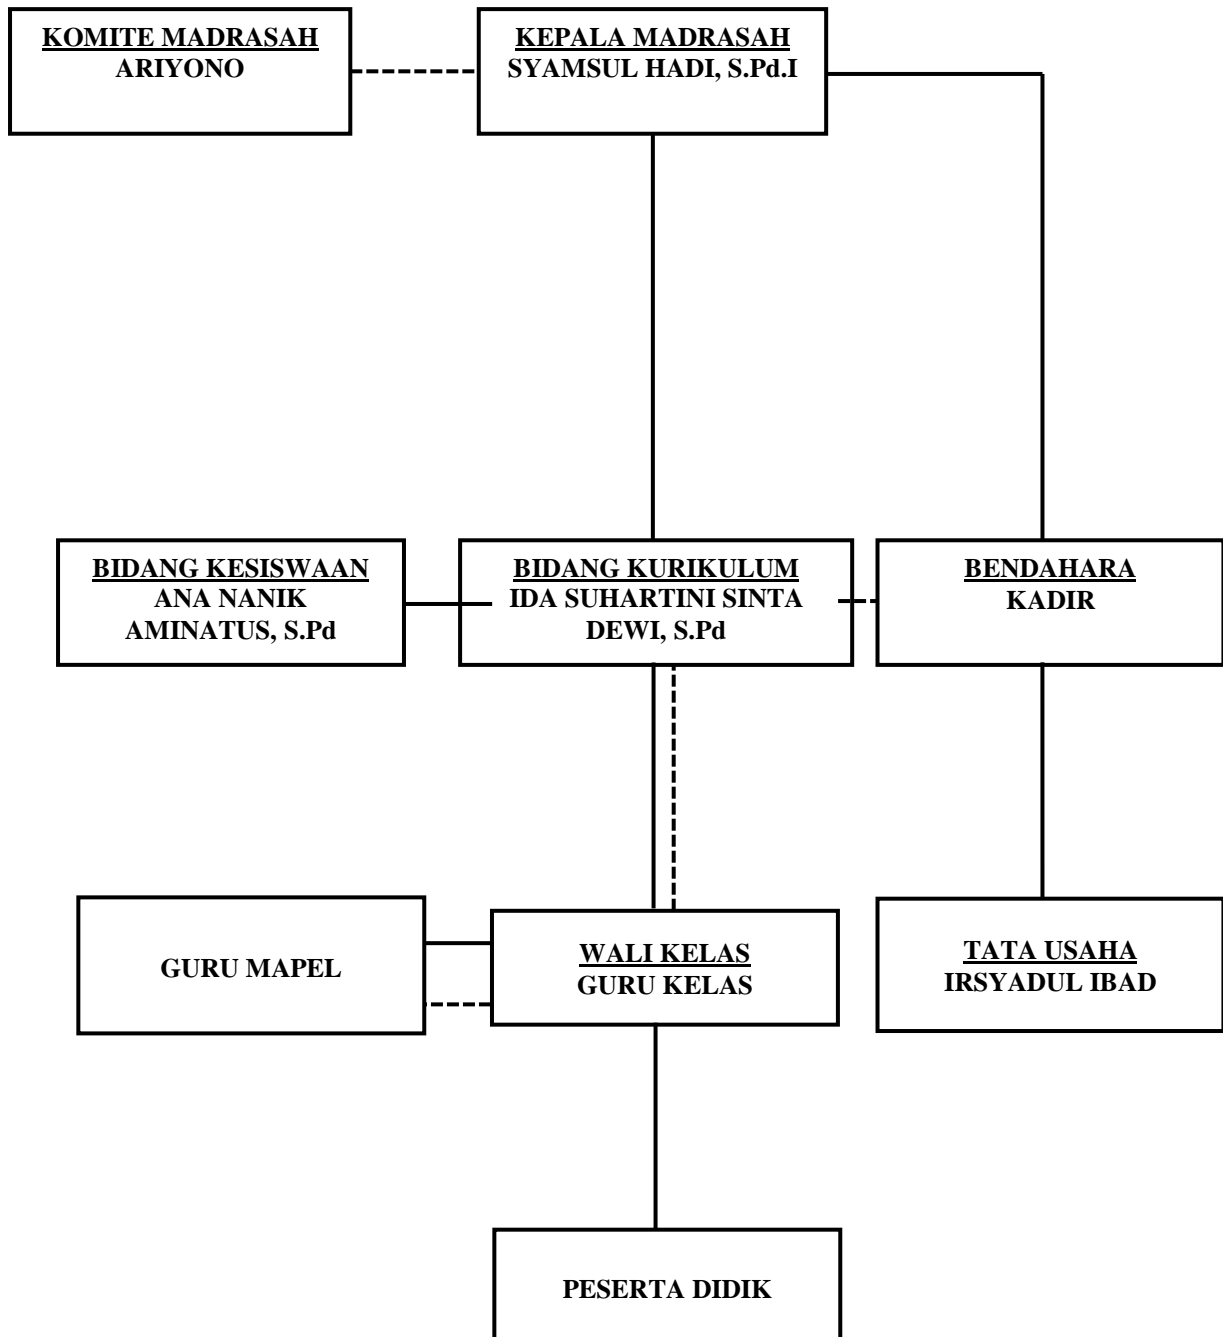 KOMITE MADRASAH
ARIYONO
KEPALA MADRASAH
SYAMSUL HADI, S.Pd.I
BIDANG KESISWAAN
ANA NANIK
AMINATUS, S.Pd
BIDANG KURIKULUM
IDA SUHARTINI SINTA
DEWI, S.Pd
BENDAHARA
KADIR
GURU MAPEL
WALI KELAS
GURU KELAS
TATA USAHA
IRSYADUL IBAD
PESERTA DIDIK